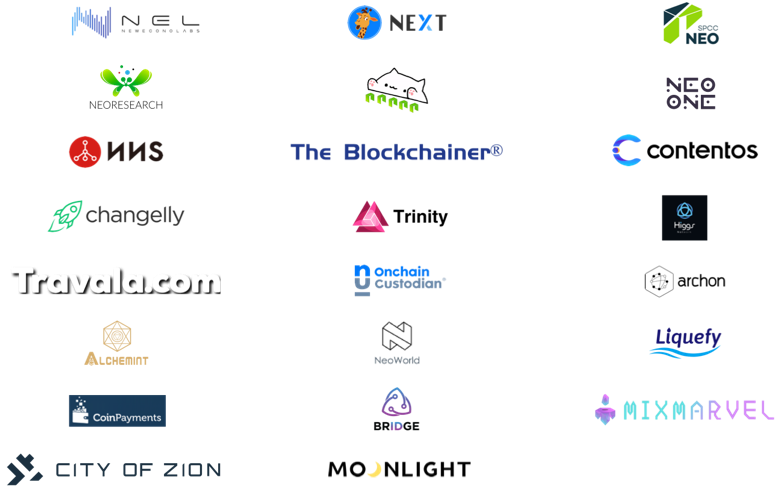 NEL
NEWECONOLABS
NEXT
SPCC
NEO
NEORESEARCH
NEO
ONE
NNS
The Blockchainer®
contentos
changelly
Trinity
Higgs
Travala.com
Onchain
Custodian
archon
ALCHEMINT
NeoWorld
Liquefy
CoinPayments
BRIDGE
MIXMARVEL
CITY OF ZION
MOONLIGHT